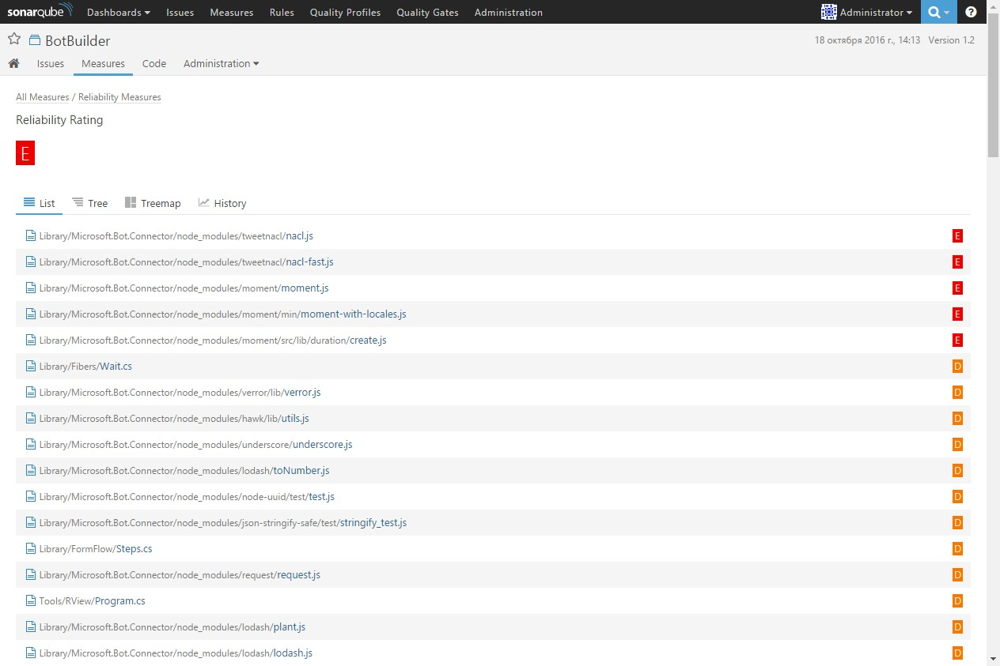 sonarqube Dashboards Issues Measures Rules Quality Profiles Quality Gates Administration Administrator ?
BotBuilder 18 октября 2016 г., 14:13 Version 1.2
Issues Measures Code Administration
All Measures / Reliability Measures
Reliability Rating
E
List Tree Treemap History
Library/Microsoft.Bot.Connector/node_modules/tweetnacl/nacl.js E
Library/Microsoft.Bot.Connector/node_modules/tweetnacl/nacl-fast.js E
Library/Microsoft.Bot.Connector/node_modules/moment/moment.js E
Library/Microsoft.Bot.Connector/node_modules/moment/min/moment-with-locales.js E
Library/Microsoft.Bot.Connector/node_modules/moment/src/lib/duration/create.js E
Library/Fibers/Wait.cs D
Library/Microsoft.Bot.Connector/node_modules/verror/lib/verror.js D
Library/Microsoft.Bot.Connector/node_modules/hawk/lib/utils.js D
Library/Microsoft.Bot.Connector/node_modules/underscore/underscore.js D
Library/Microsoft.Bot.Connector/node_modules/lodash/toNumber.js D
Library/Microsoft.Bot.Connector/node_modules/node-uuid/test/test.js D
Library/Microsoft.Bot.Connector/node_modules/json-stringify-safe/test/stringify_test.js D
Library/FormFlow/Steps.cs D
Library/Microsoft.Bot.Connector/node_modules/request/request.js D
Tools/RView/Program.cs D
Library/Microsoft.Bot.Connector/node_modules/lodash/plant.js D
Library/Microsoft.Bot.Connector/node_modules/lodash/lodash.js D